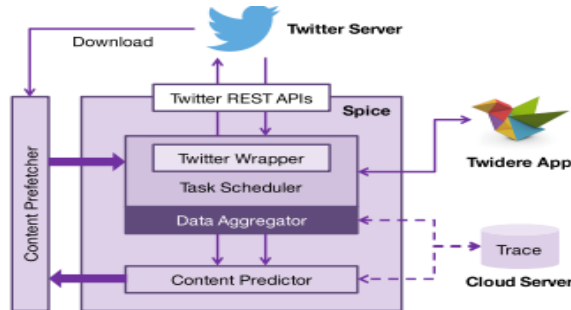 Download
Twitter Server
Twitter REST APIs
Spice
Twitter Wrapper
Task Scheduler
Twidere App
Data Aggregator
Content Prefetcher
Trace
Content Predictor
Cloud Server